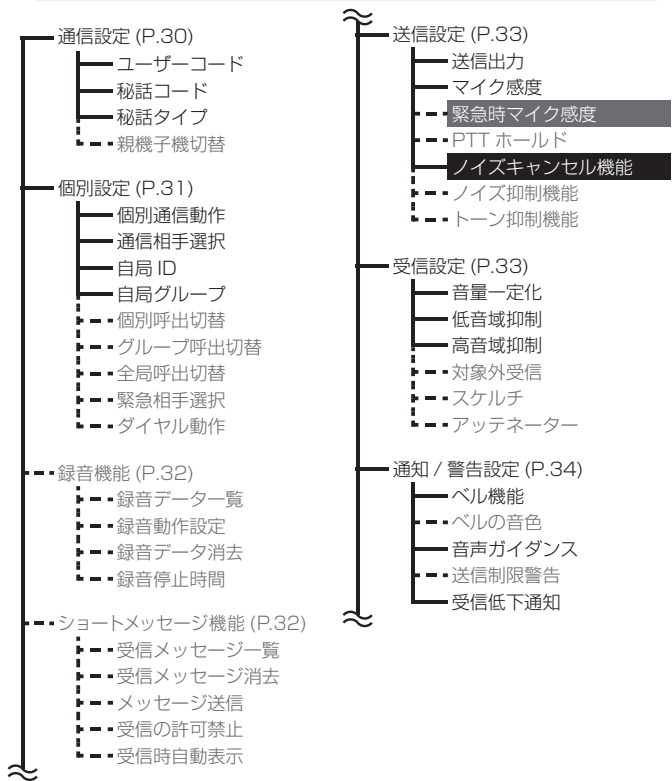 通信設定 (P.30)
ユーザーコード
秘話コード
秘話タイプ
親機子機切替
個別設定 (P.31)
個別通信動作
通信相手選択
自局 ID
自局グループ
個別呼出切替
グループ呼出切替
全局呼出切替
緊急相手選択
ダイヤル動作
録音機能 (P.32)
録音データ一覧
録音動作設定
録音データ消去
録音停止時間
ショートメッセージ機能 (P.32)
受信メッセージ一覧
受信メッセージ消去
メッセージ送信
受信の許可禁止
受信時自動表示
送信設定 (P.33)
送信出力
マイク感度
緊急時マイク感度
PTT ホールド
ノイズキャンセル機能
ノイズ抑制機能
トーン抑制機能
受信設定 (P.33)
音量一定化
低音域抑制
高音域抑制
対象外受信
スケルチ
アッテネーター
通知 / 警告設定 (P.34)
ベル機能
ベルの音色
音声ガイダンス
送信制限警告
受信低下通知